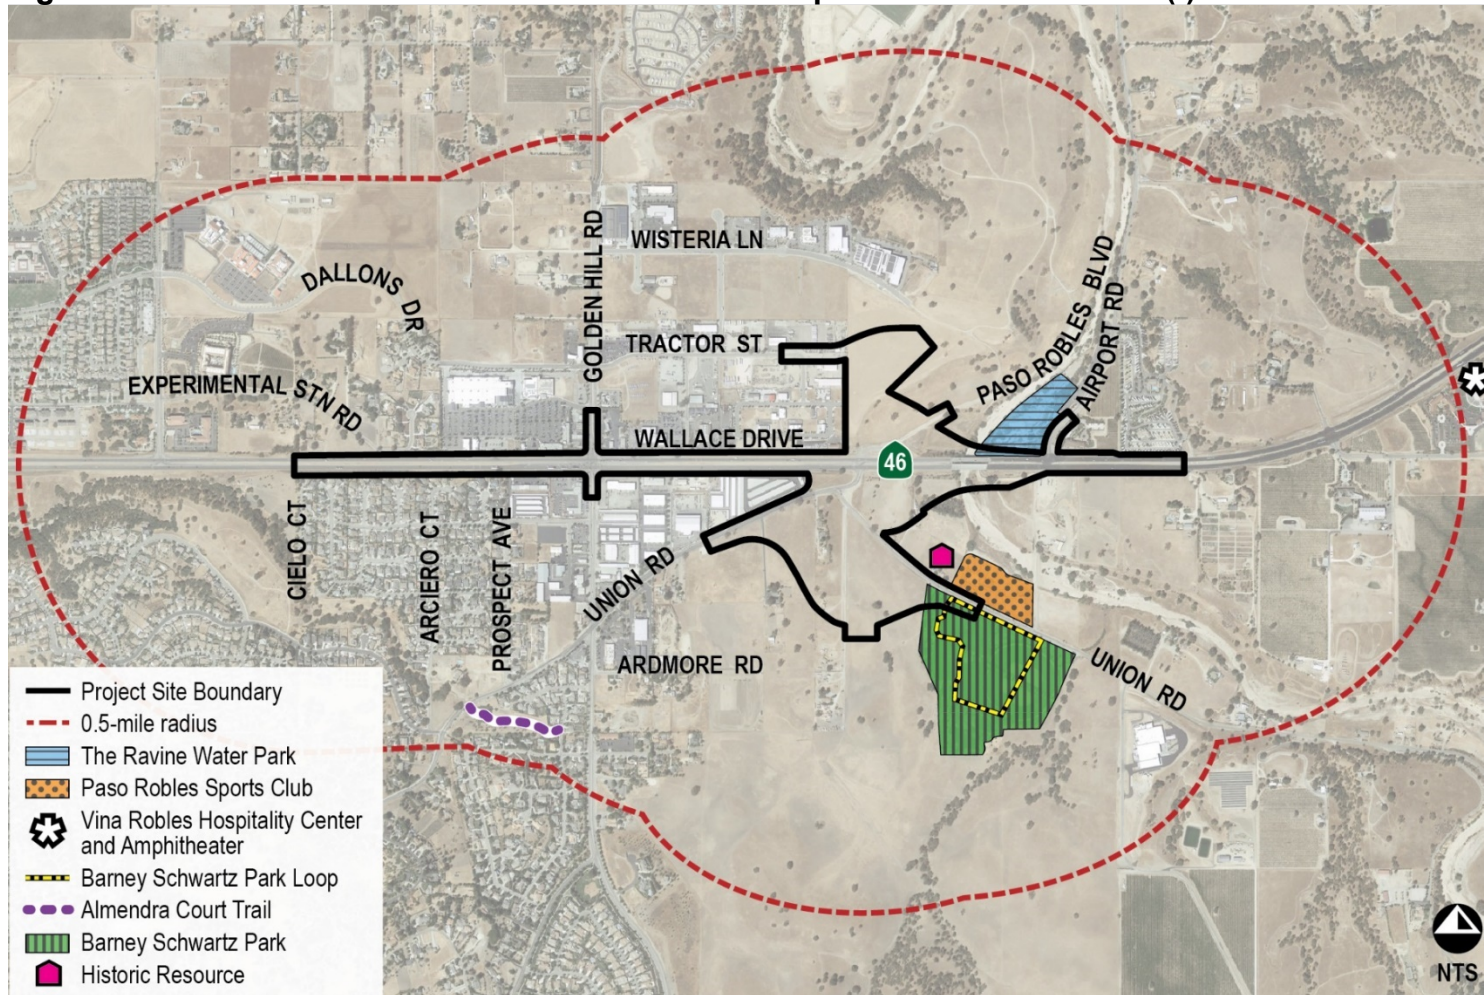 WISTERIA LN
GOLDEN HILL RD
DALLONS DR
PASO ROBLES BLVD
AIRPORT RD
TRACTOR ST
EXPERIMENTAL STN RD
WALLACE DRIVE
46
CIELO CT
ARCIERO CT
PROSPECT AVE
UNION RD
ARDMORE RD
UNION RD
Project Site Boundary
0.5-mile radius
The Ravine Water Park
Paso Robles Sports Club
Vina Robles Hospitality Center
and Amphitheater
Barney Schwartz Park Loop
Almendra Court Trail
Barney Schwartz Park
Historic Resource
NTS